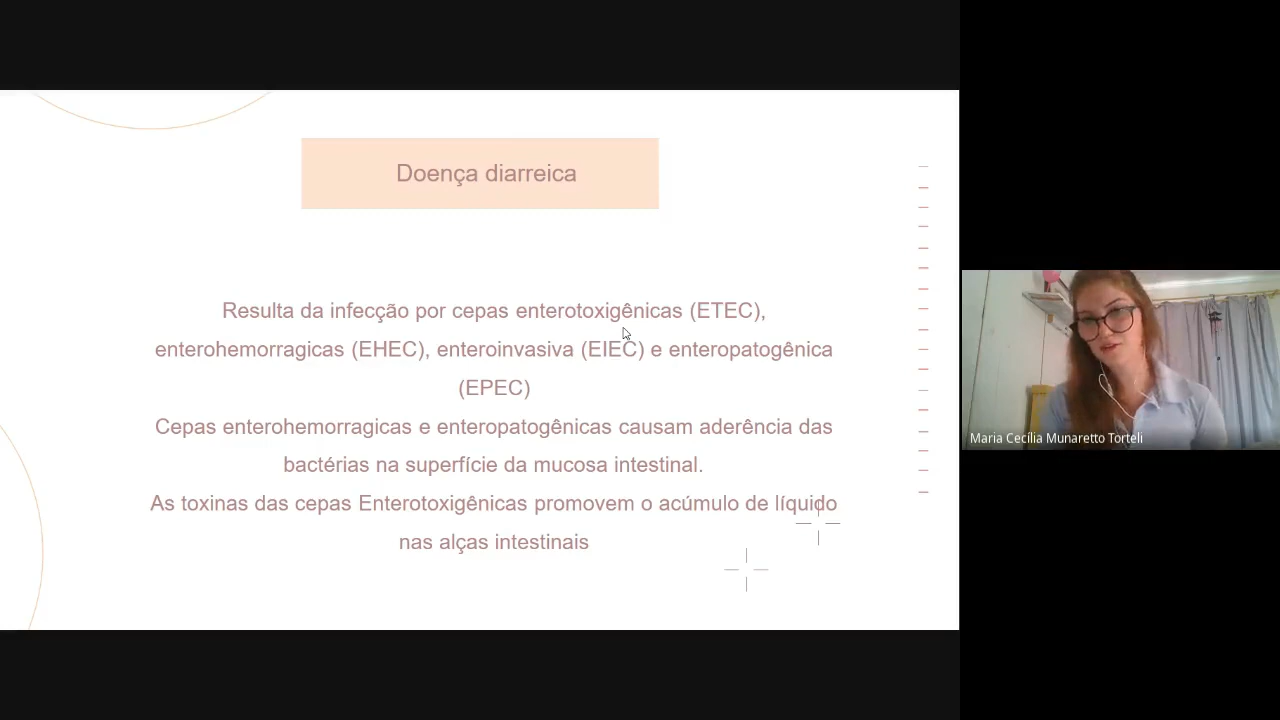 Doença diarreica
Resulta da infecção por cepas enterotoxigênicas (ETEC),
enterohemorragicas (EHEC), enteroinvasiva (EIEC) e enteropatogênica
(EPEC)
Cepas enterohemorragicas e enteropatogênicas causam aderência das
bactérias na superfície da mucosa intestinal.
As toxinas das cepas Enterotoxigênicas promovem o acúmulo de líquido
nas alças intestinais
Maria Cecília Munaretto Torteli